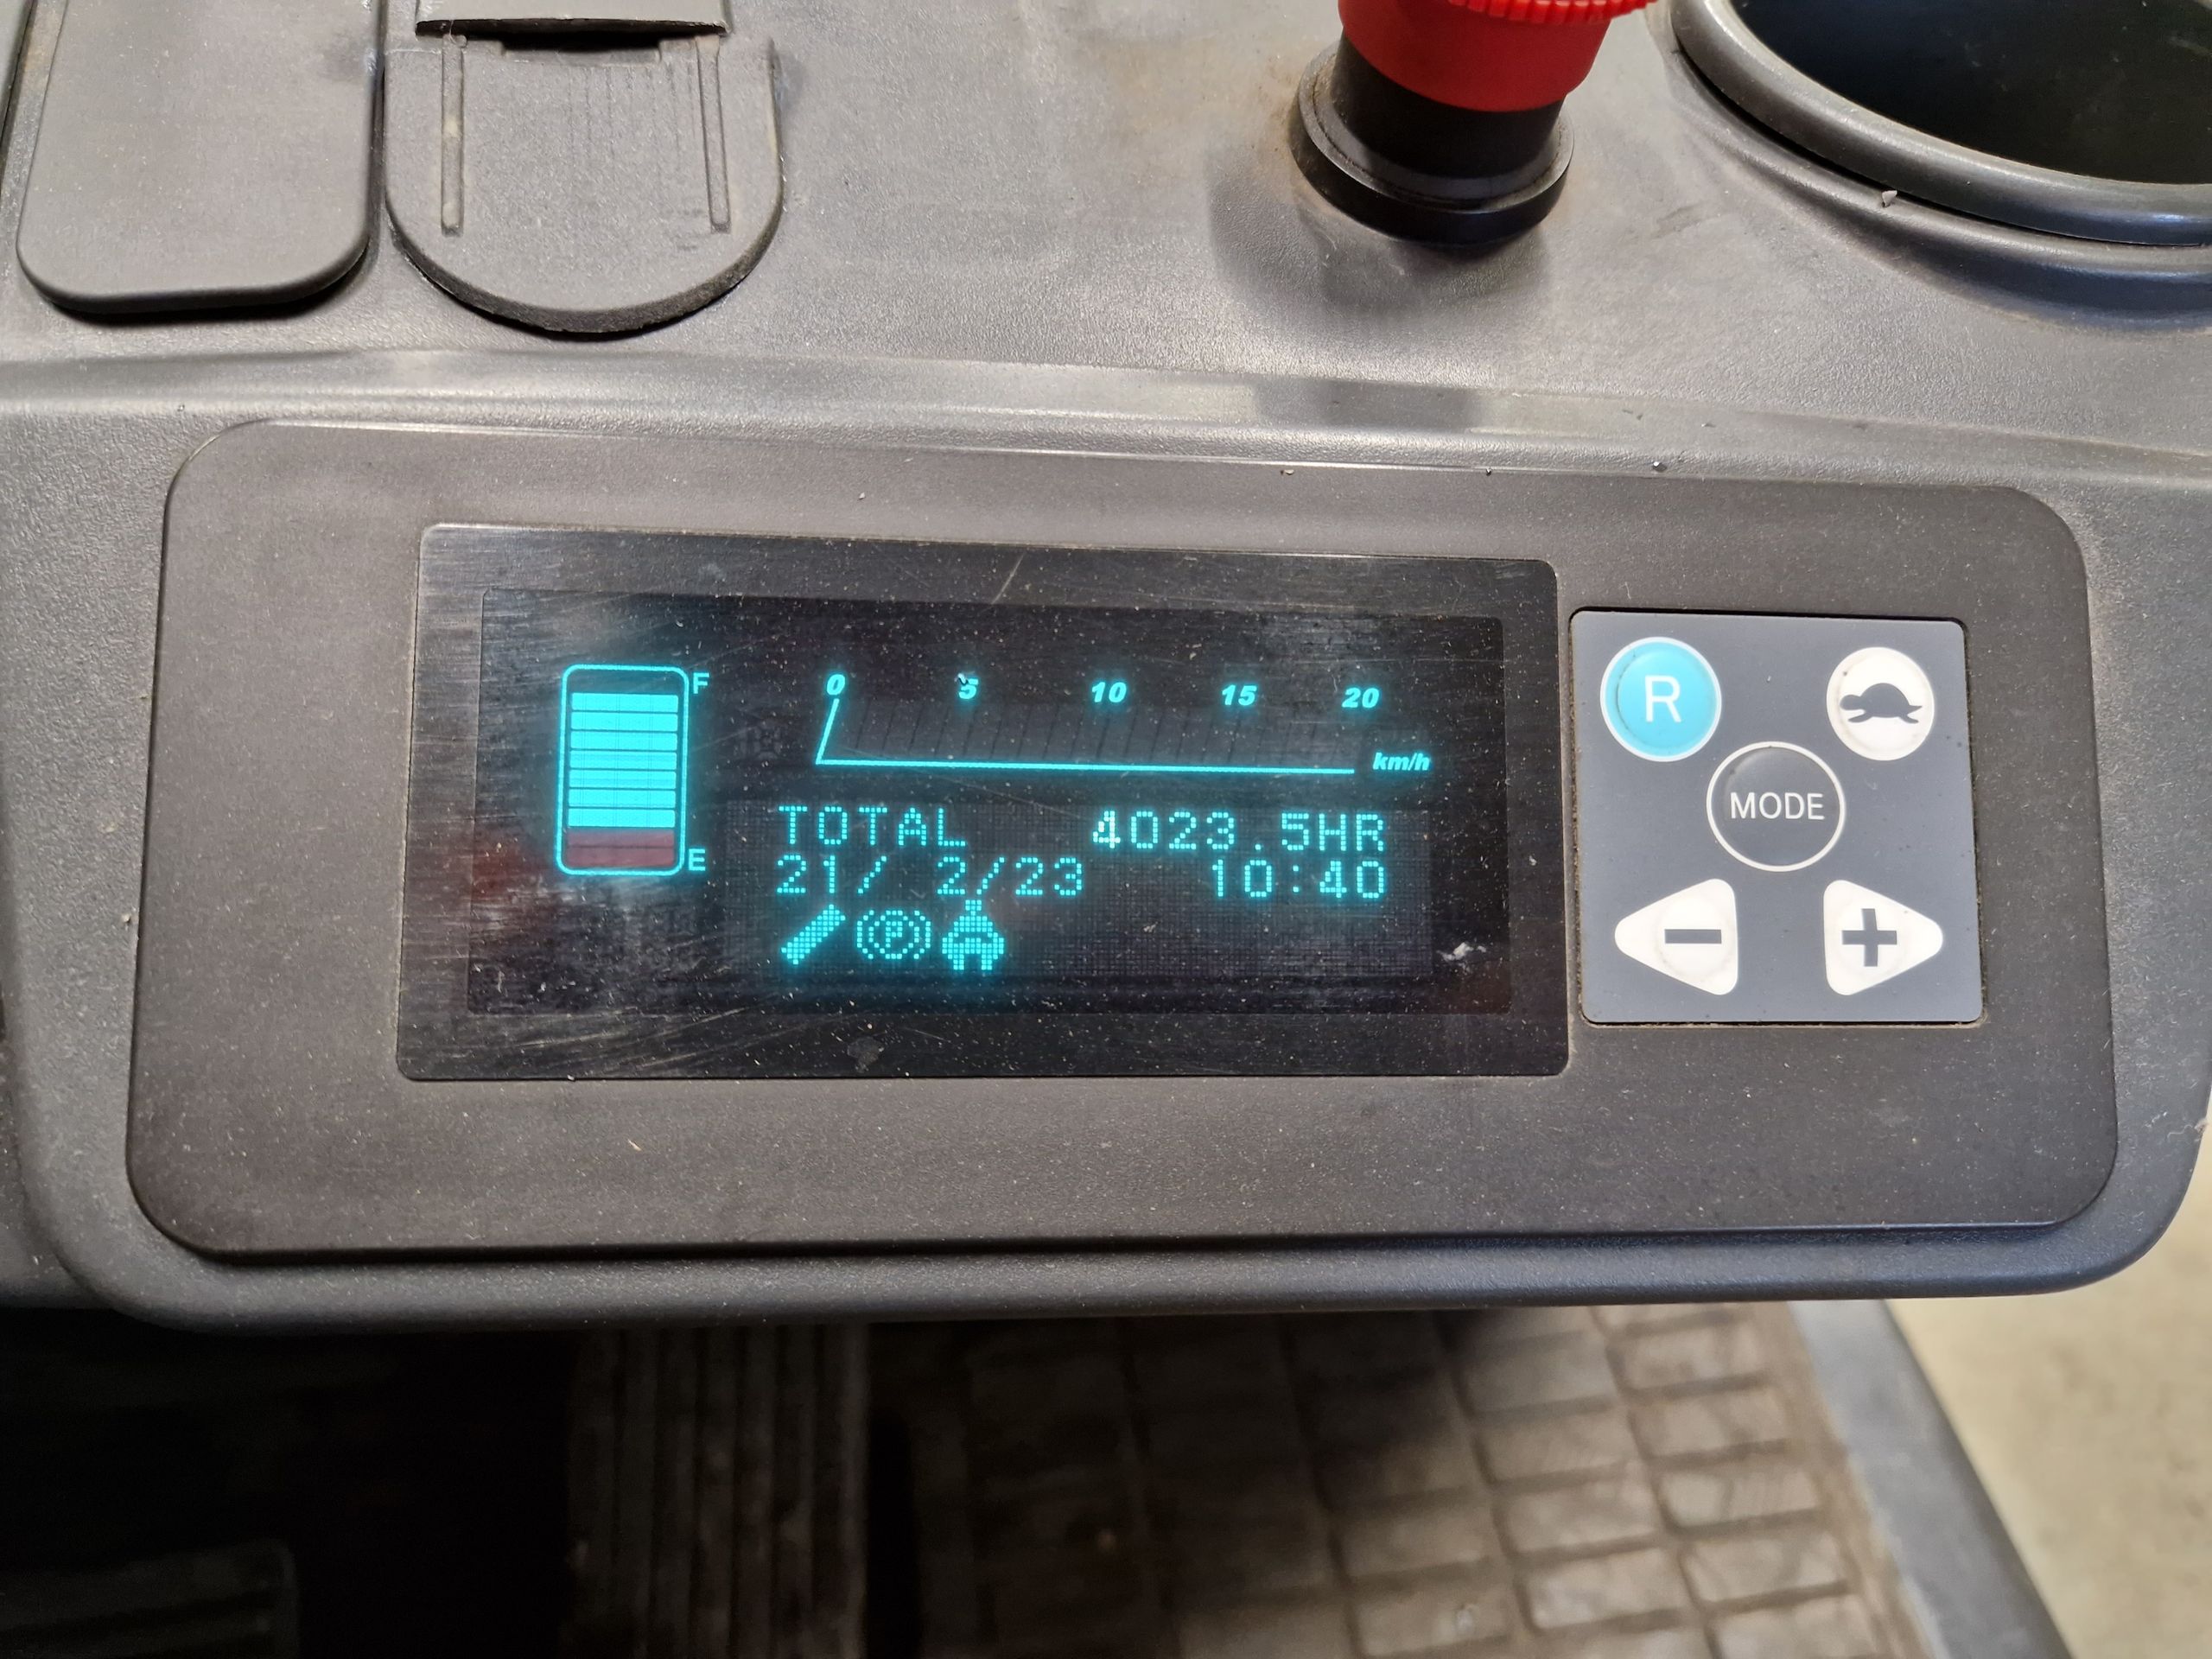 F
E
0 5 10 15 20
km/h
TOTAL 4023.5HR
21/ 2/23 10:40
P
R
MODE
- +